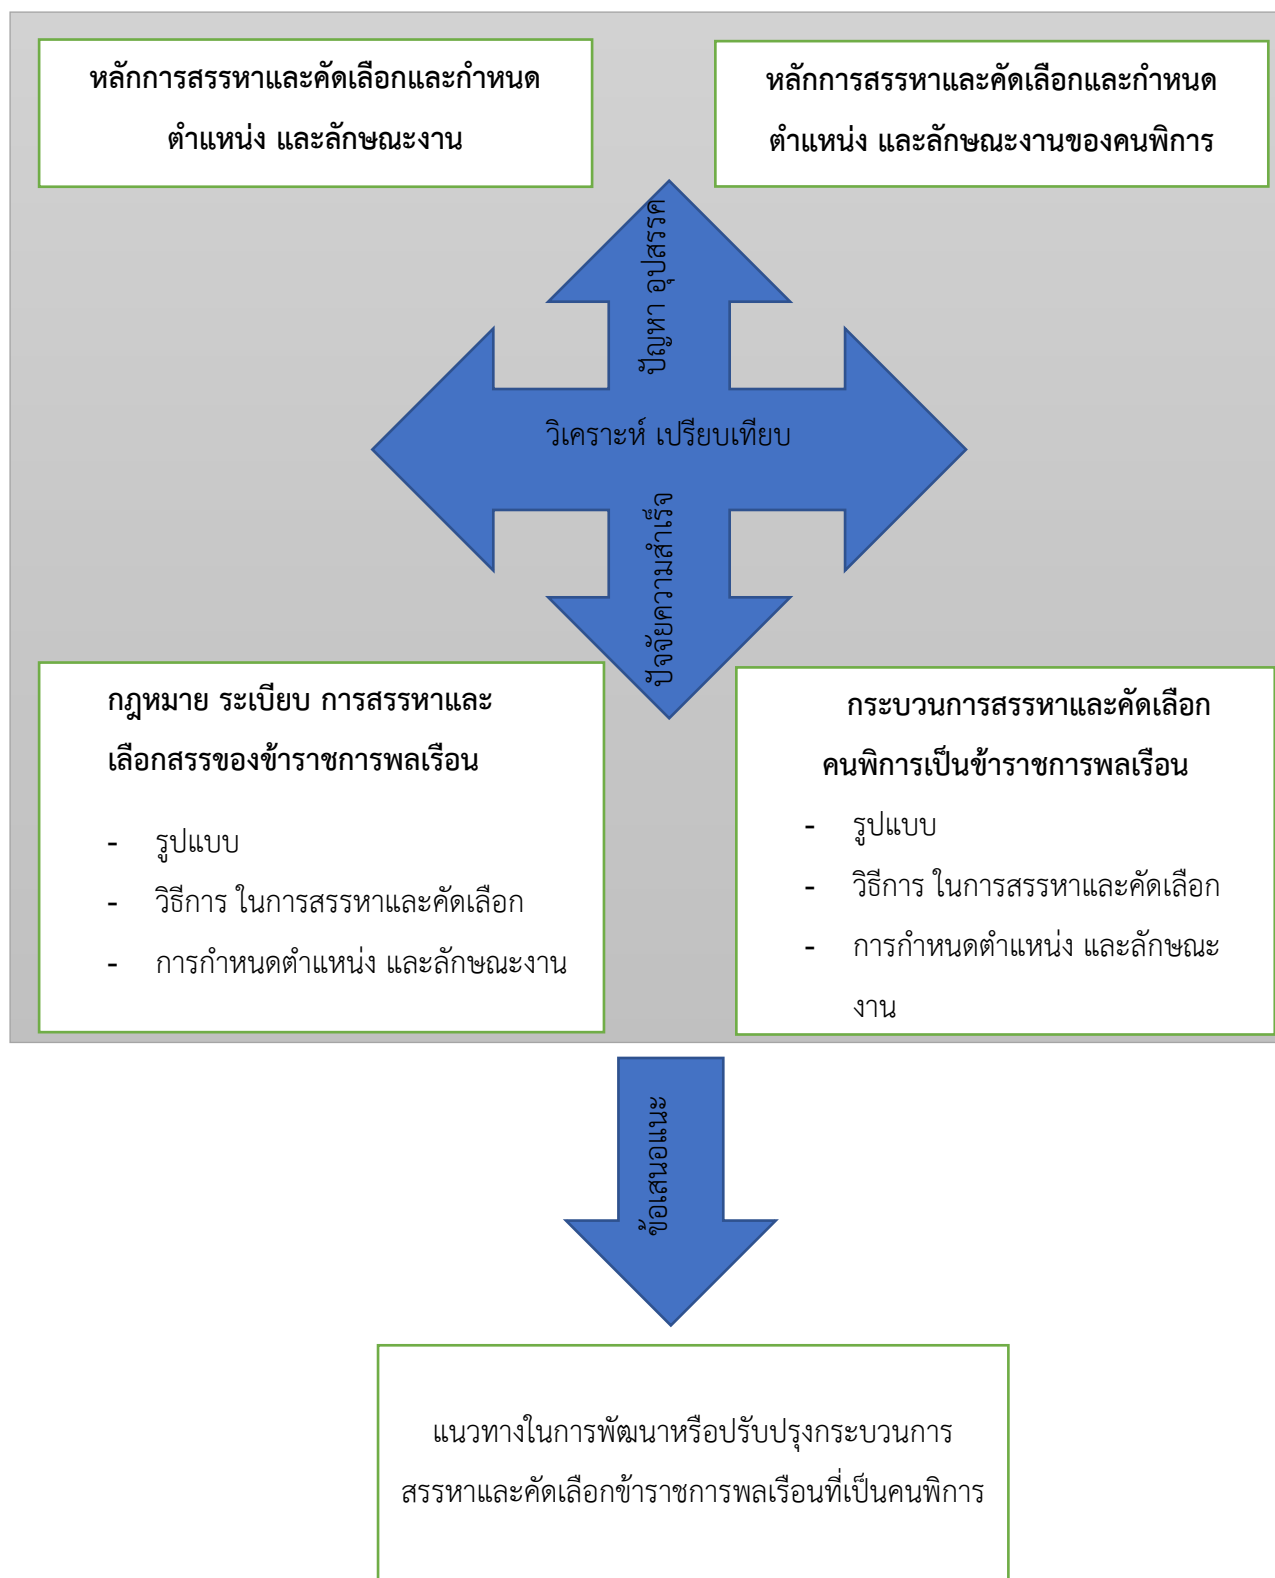 หลักการสรรหาและคัดเลือกและกำหนด
ตำแหน่ง และลักษณะงาน
หลักการสรรหาและคัดเลือกและกำหนด
ตำแหน่ง และลักษณะงานของคนพิการ
ปัญหา อุปสรรค
วิเคราะห์ เปรียบเทียบ
ปัจจัยความสำเร็จ
กฎหมาย ระเบียบ การสรรหาและ
เลือกสรรของข้าราชการพลเรือน
- รูปแบบ
- วิธีการ ในการสรรหาและคัดเลือก
- การกำหนดตำแหน่ง และลักษณะงาน
กระบวนการสรรหาและคัดเลือก
คนพิการเป็นข้าราชการพลเรือน
- รูปแบบ
- วิธีการ ในการสรรหาและคัดเลือก
- การกำหนดตำแหน่ง และลักษณะ
งาน
ข้อเสนอแนะ
แนวทางในการพัฒนาหรือปรับปรุงกระบวนการ
สรรหาและคัดเลือกข้าราชการพลเรือนที่เป็นคนพิการ